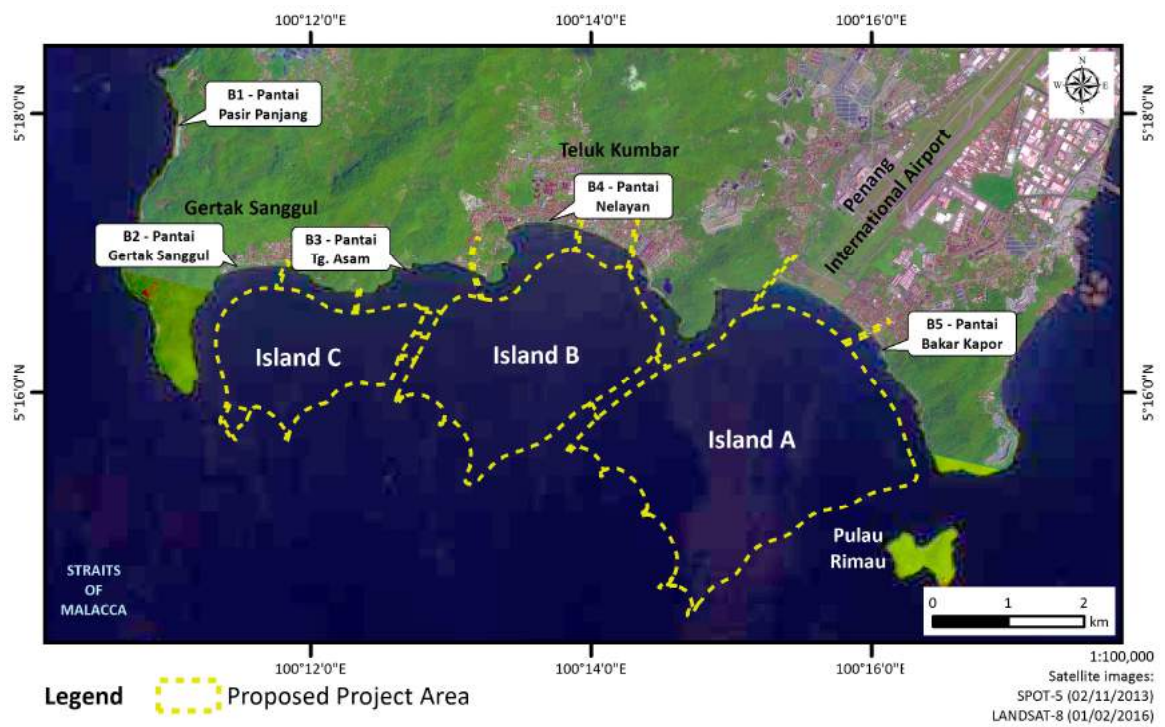 100°12'0"E
100°14'0"E
100°16'0"E
5°18'0"N
5°18'0"N
N
W
E
S
B1 - Pantai
Pasir Panjang
Teluk Kumbar
B4 - Pantai
Nelayan
Penang
International Airport
Gertak Sanggul
B2 - Pantai
Gertak Sanggul
B3 - Pantai
Tg. Asam
B5 - Pantai
Bakar Kapor
Island C
Island B
Island A
5°16'0"N
5°16'0"N
Pulau
Rimau
STRAITS
OF
MALACCA
0 1 2
km
100°12'0"E
100°14'0"E
100°16'0"E
1:100,000
Legend
Proposed Project Area
Satellite images:
SPOT-5 (02/11/2013)
LANDSAT-8 (01/02/2016)